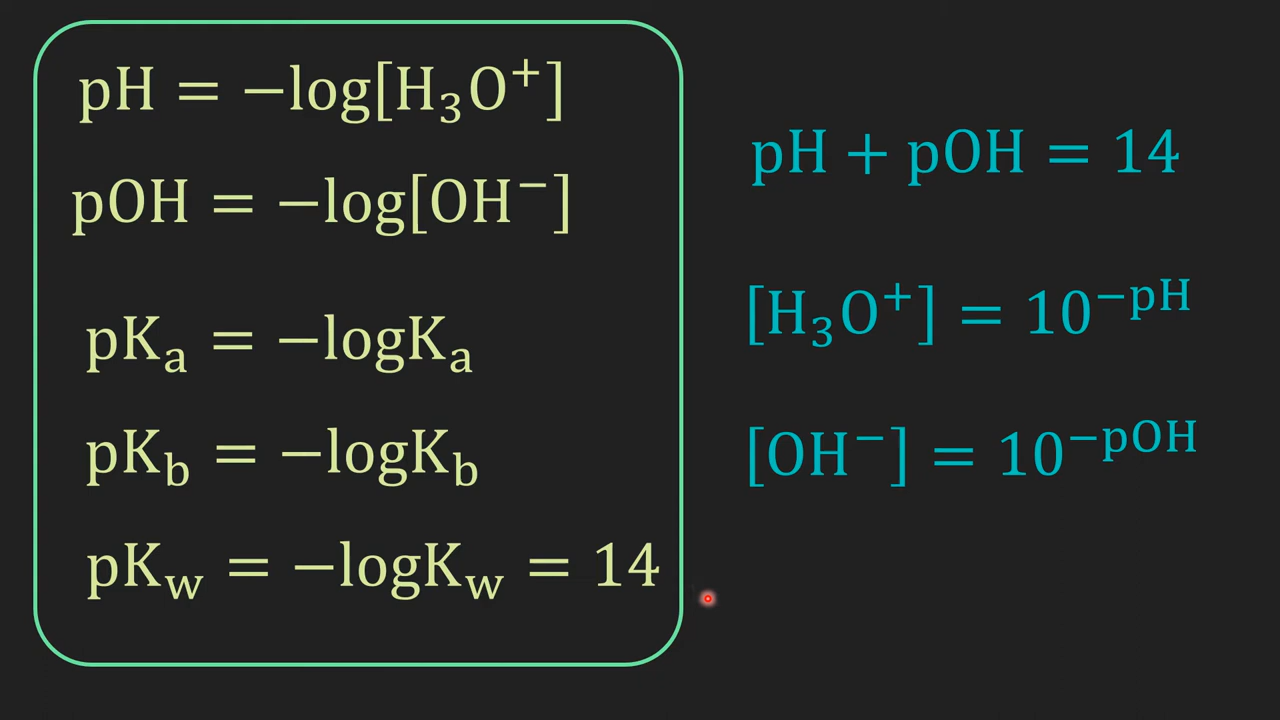 pH = −log[H₃O⁺]
pOH = −log[OH⁻]
pKₐ = −logKₐ
pK_b = −logK_b
pK_w = −logK_w = 14
pH + pOH = 14
[H₃O⁺] = 10^−pH
[OH⁻] = 10^−pOH